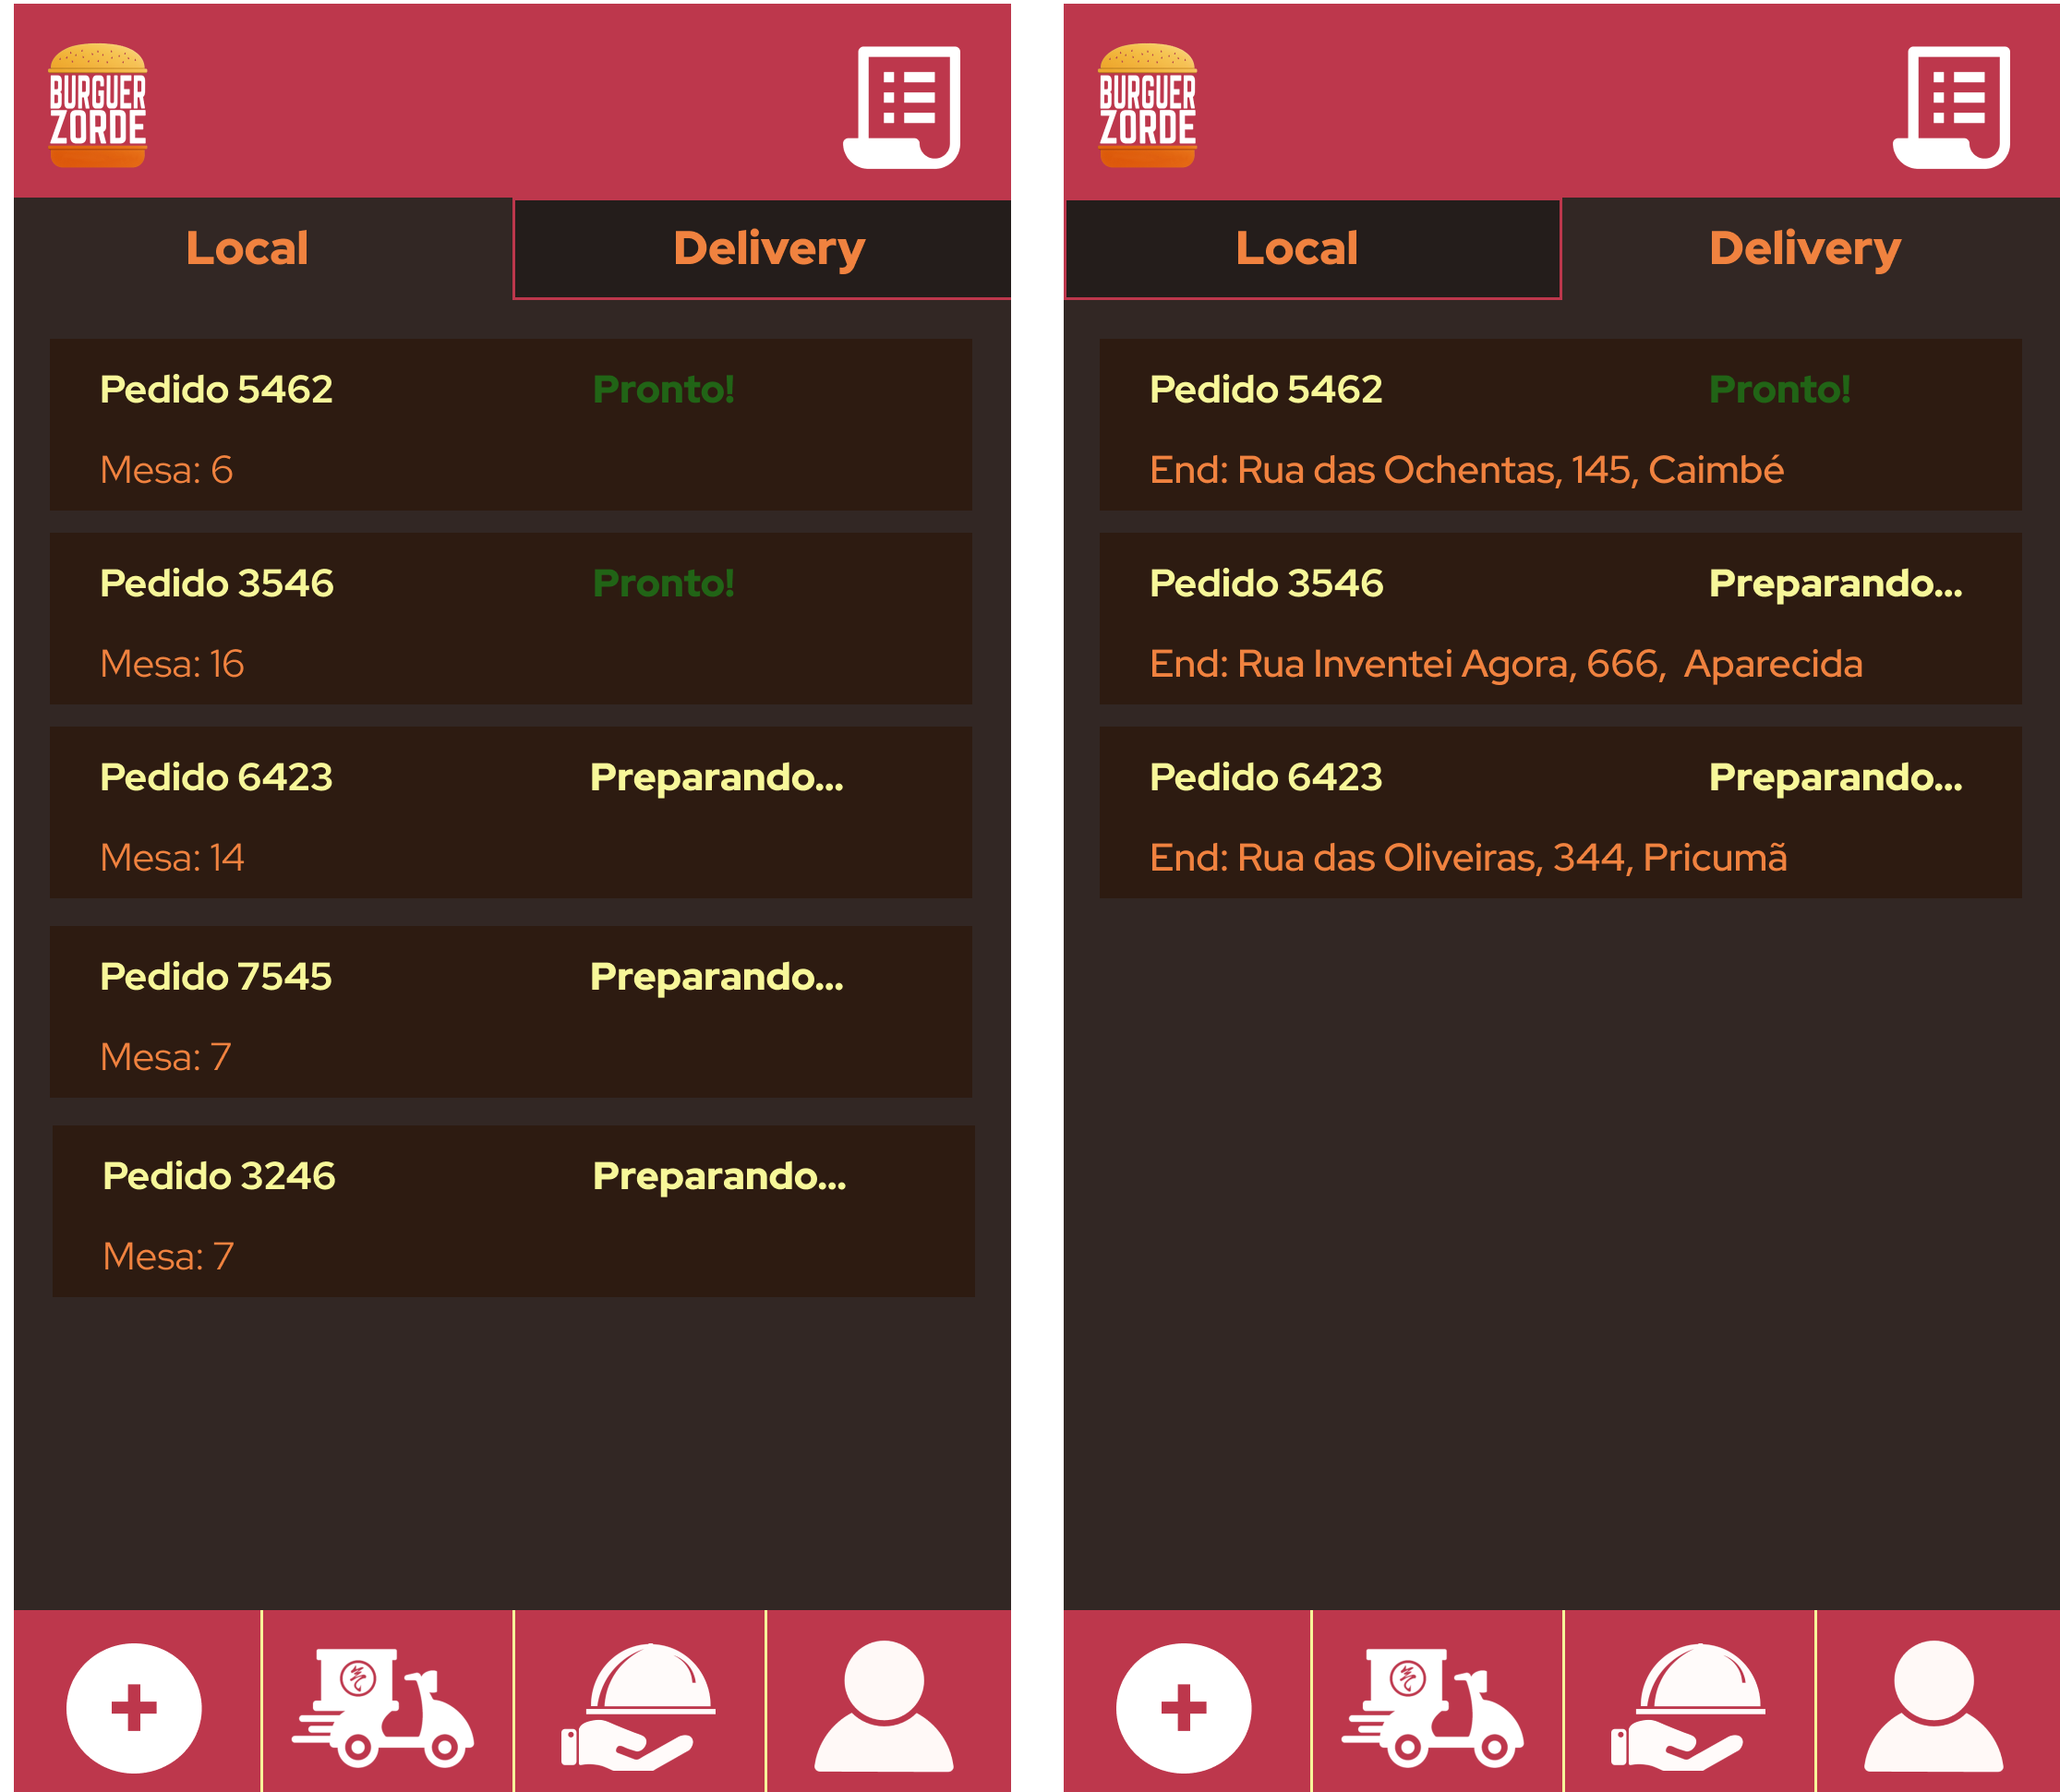 BURGUER
ZORDE
Local
Delivery
Pedido 5462
Pronto!
Mesa: 6
Pedido 3546
Pronto!
Mesa: 16
Pedido 6423
Preparando...
Mesa: 14
Pedido 7545
Preparando...
Mesa: 7
Pedido 3246
Preparando...
Mesa: 7
BURGUER
ZORDE
Local
Delivery
Pedido 5462
Pronto!
End: Rua das Ochentas, 145, Caimbé
Pedido 3546
Preparando...
End: Rua Inventei Agora, 666, Aparecida
Pedido 6423
Preparando...
End: Rua das Oliveiras, 344, Pricumã